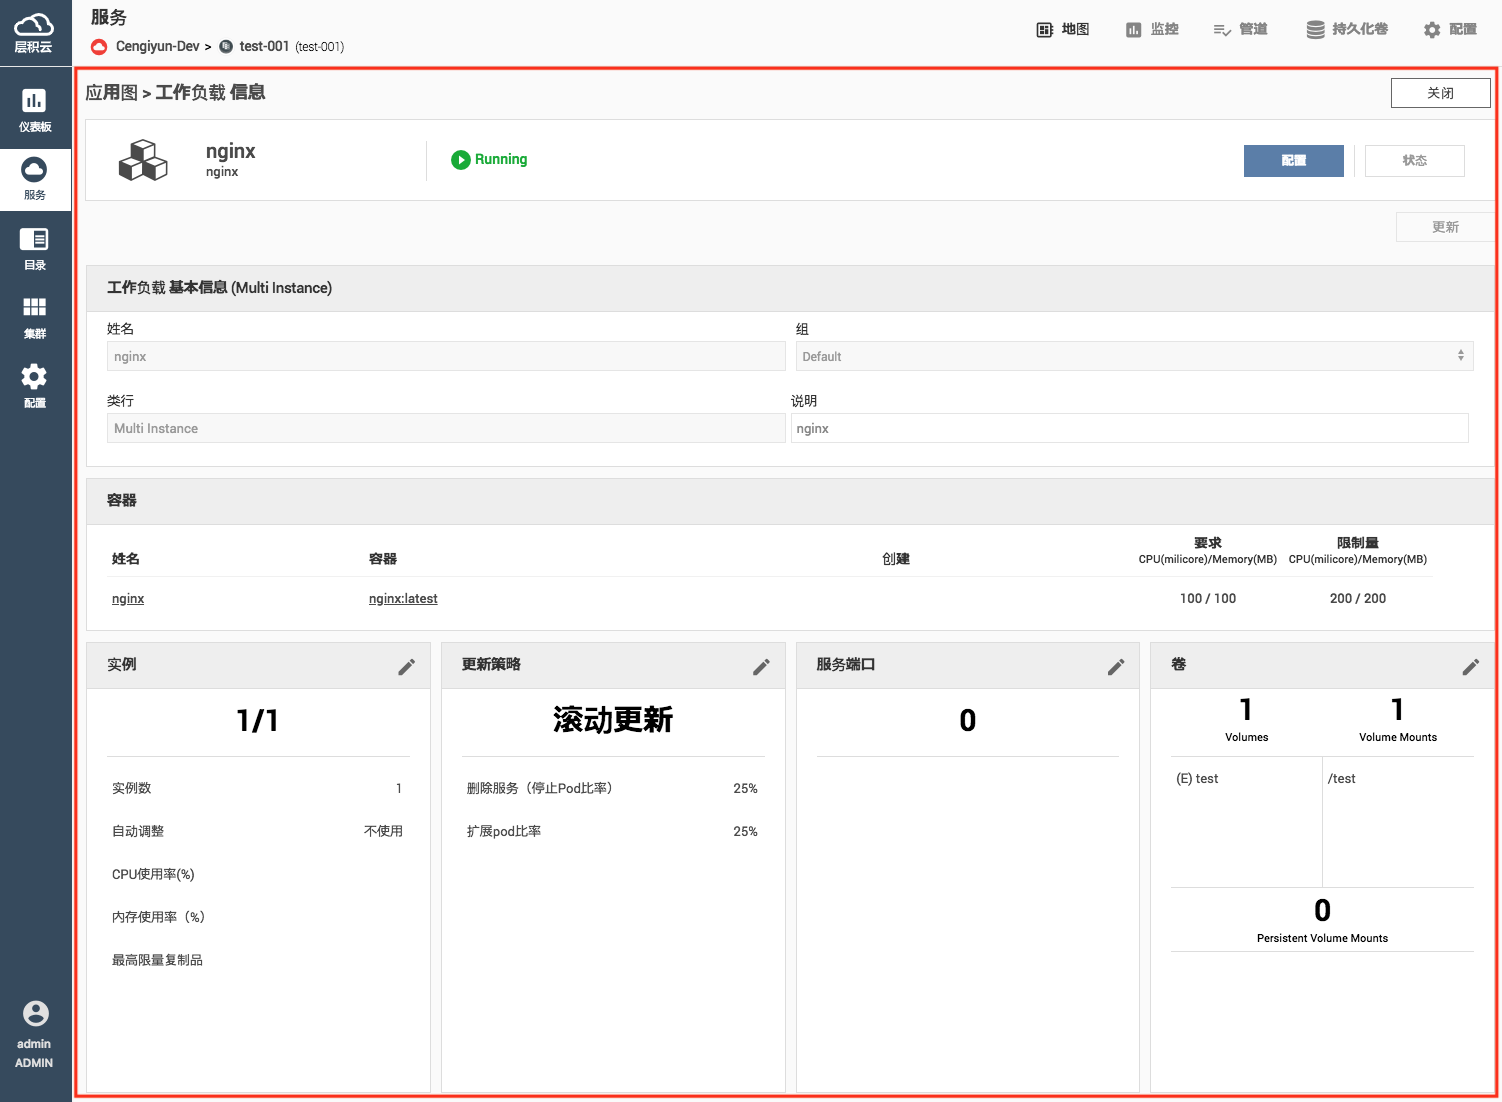 层积云
服务
Cengiyun-Dev > test-001 (test-001)
地图
监控
管道
持久化卷
配置
仪表板
服务
目录
集群
配置
admin
ADMIN
应用图 > 工作负载 信息
关闭
nginx
nginx
Running
配置
状态
更新
工作负载 基本信息 (Multi Instance)
姓名
组
nginx
Default
类行
说明
Multi Instance
nginx
容器
姓名 容器 创建 要求 限制量
CPU(milicore)/Memory(MB) CPU(milicore)/Memory(MB)
nginx nginx:latest 100 / 100 200 / 200
实例
1/1
实例数 1
自动调整 不使用
CPU使用率(%)
内存使用率（%）
最高限量复制品
更新策略
滚动更新
删除服务（停止Pod比率） 25%
扩展pod比率 25%
服务端口
0
卷
1 1
Volumes Volume Mounts
(E) test /test
0
Persistent Volume Mounts